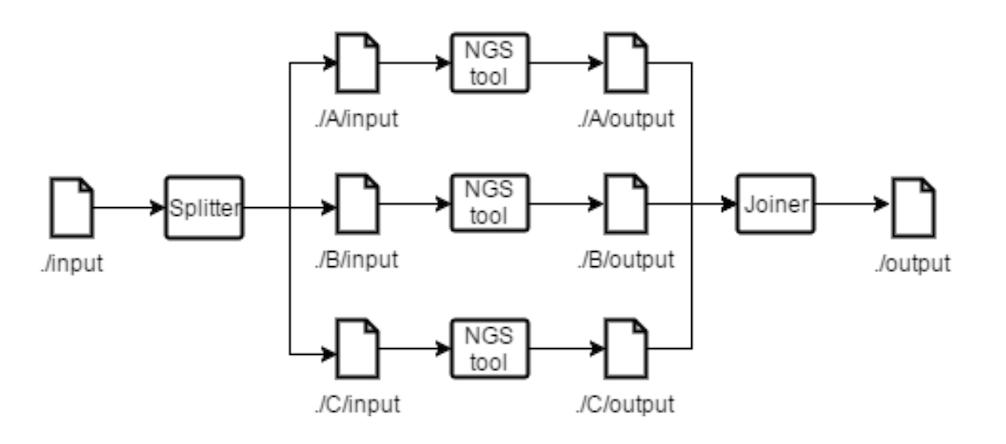 NGS
tool
./A/input
./A/output
Splitter
NGS
tool
Joiner
./input
./B/input
./B/output
./output
NGS
tool
./C/input
./C/output